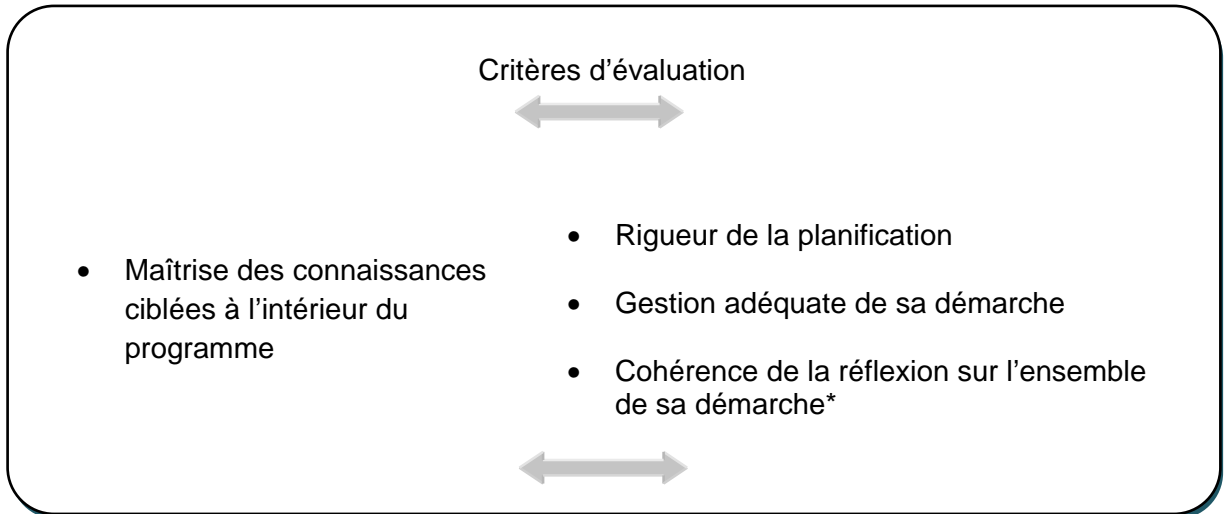 Critères d’évaluation
• Maîtrise des connaissances
ciblées à l’intérieur du
programme
• Rigueur de la planification
• Gestion adéquate de sa démarche
• Cohérence de la réflexion sur l’ensemble
de sa démarche*